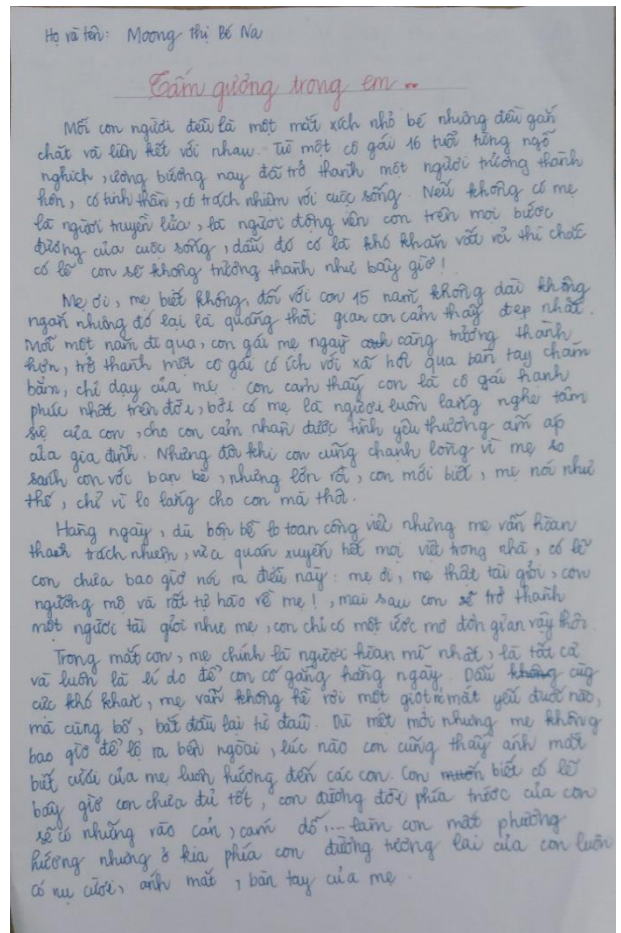 Họ và tên: Moong Thị Bé Na
Tấm gương trong em..
Mỗi con người đều là một mắt xích nhỏ bé nhưng đều gắn
chặt và liên kết với nhau. Từ một cô gái 16 tuổi từng ngỗ
nghịch, ương bướng nay đã trở thành một người trưởng thành
hơn, có tinh thần, có trách nhiệm với cuộc sống. Nếu không có mẹ
là người truyền lửa, là người động viên con trên mọi bước
đường của cuộc sống, dẫu đó có là khó khăn vất vả thì chắc
có lẽ con sẽ không trưởng thành như bây giờ!
Mẹ ơi, mẹ biết không, đối với con 15 năm, không dài không
ngắn nhưng đó lại là quãng thời gian con cảm thấy đẹp nhất.
Mỗi một năm đi qua, con gái mẹ ngày càng trưởng thành
hơn, trở thành một cô gái có ích với xã hội qua bàn tay chăm
bẵm, chỉ dạy của mẹ. Con cảm thấy con là cô gái hạnh
phúc nhất trên đời, bởi có mẹ là người luôn lắng nghe tâm
sự của con, cho con cảm nhận được tình yêu thương ấm áp
của gia đình. Nhưng đôi khi con cũng chạnh lòng vì mẹ so
sánh con với bạn bè, nhưng lớn rồi, con mới biết, mẹ nói như
thế, chỉ vì lo lắng cho con mà thôi.
Hàng ngày, dù bộn bề lo toan công việc nhưng mẹ vẫn hoàn
thành trách nhiệm, vừa quán xuyến hết mọi việc trong nhà, có lẽ
con chưa bao giờ nói ra điều này: mẹ ơi, mẹ thật tài giỏi, con
ngưỡng mộ và rất tự hào về mẹ!, mai sau con sẽ trở thành
một người tài giỏi như mẹ, con chỉ có một ước mơ đơn giản vậy thôi.
Trong mắt con, mẹ chính là người hoàn mĩ nhất, là tất cả
và luôn là lí do để con cố gắng hàng ngày. Dẫu cùng
cực khó khăn, mẹ vẫn không hề rơi một giọt nước mắt yếu đuối nào,
mà cùng bố, bắt đầu lại từ đầu. Dù mệt mỏi nhưng mẹ không
bao giờ để lộ ra bên ngoài, lúc nào con cũng thấy ánh mắt
biết cười của mẹ luôn hướng đến các con. Con biết có lẽ
bây giờ con chưa đủ tốt, con đường đời phía trước của con
sẽ có những rào cản, cám dỗ.... làm con mất phương
hướng nhưng ở kia phía con đường tương lai của con luôn
có nụ cười, ánh mắt, bàn tay của mẹ.